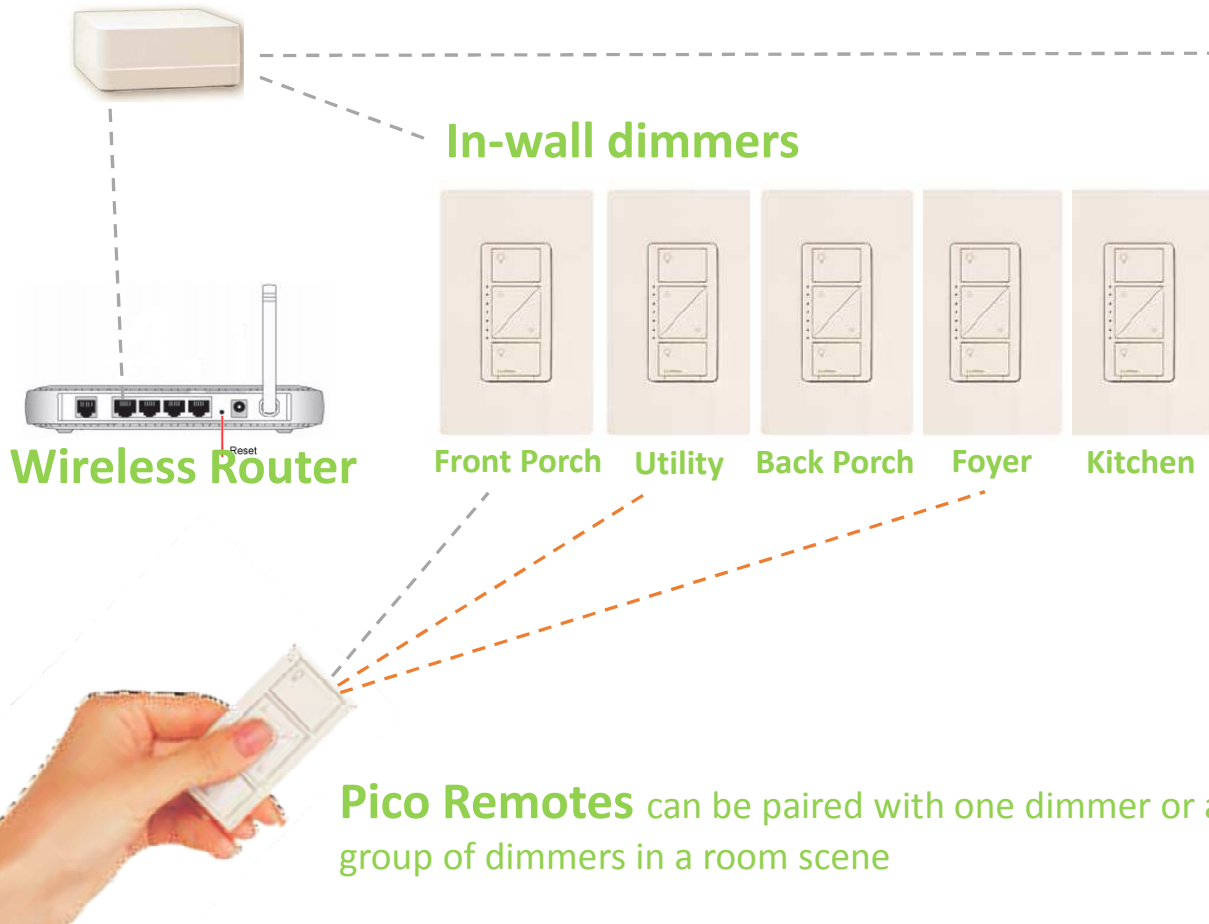 In-wall dimmers
Reset
Wireless Router
Front Porch Utility Back Porch Foyer Kitchen
Pico Remotes can be paired with one dimmer or a
group of dimmers in a room scene